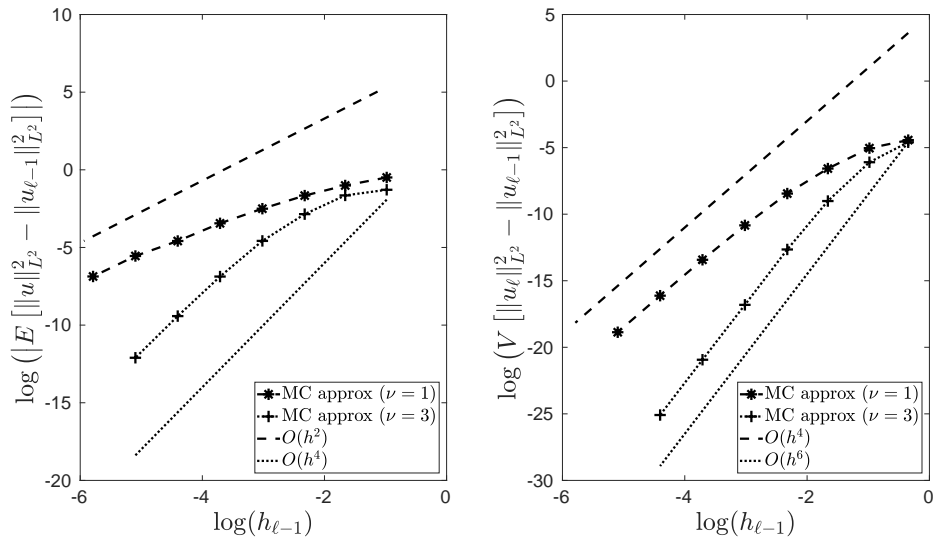 10
5
0
-5
-10
-15
-20
-6
-4
-2
0
log(h_{ℓ−1})
log (|E [‖u‖²_{L²} − ‖u_{ℓ−1}‖²_{L²}]|)
MC approx (ν = 1)
MC approx (ν = 3)
O(h²)
O(h⁴)
5
0
-5
-10
-15
-20
-25
-30
-6
-4
-2
0
log(h_{ℓ−1})
log (V [‖u_ℓ‖²_{L²} − ‖u_{ℓ−1}‖²_{L²}])
MC approx (ν = 1)
MC approx (ν = 3)
O(h⁴)
O(h⁶)